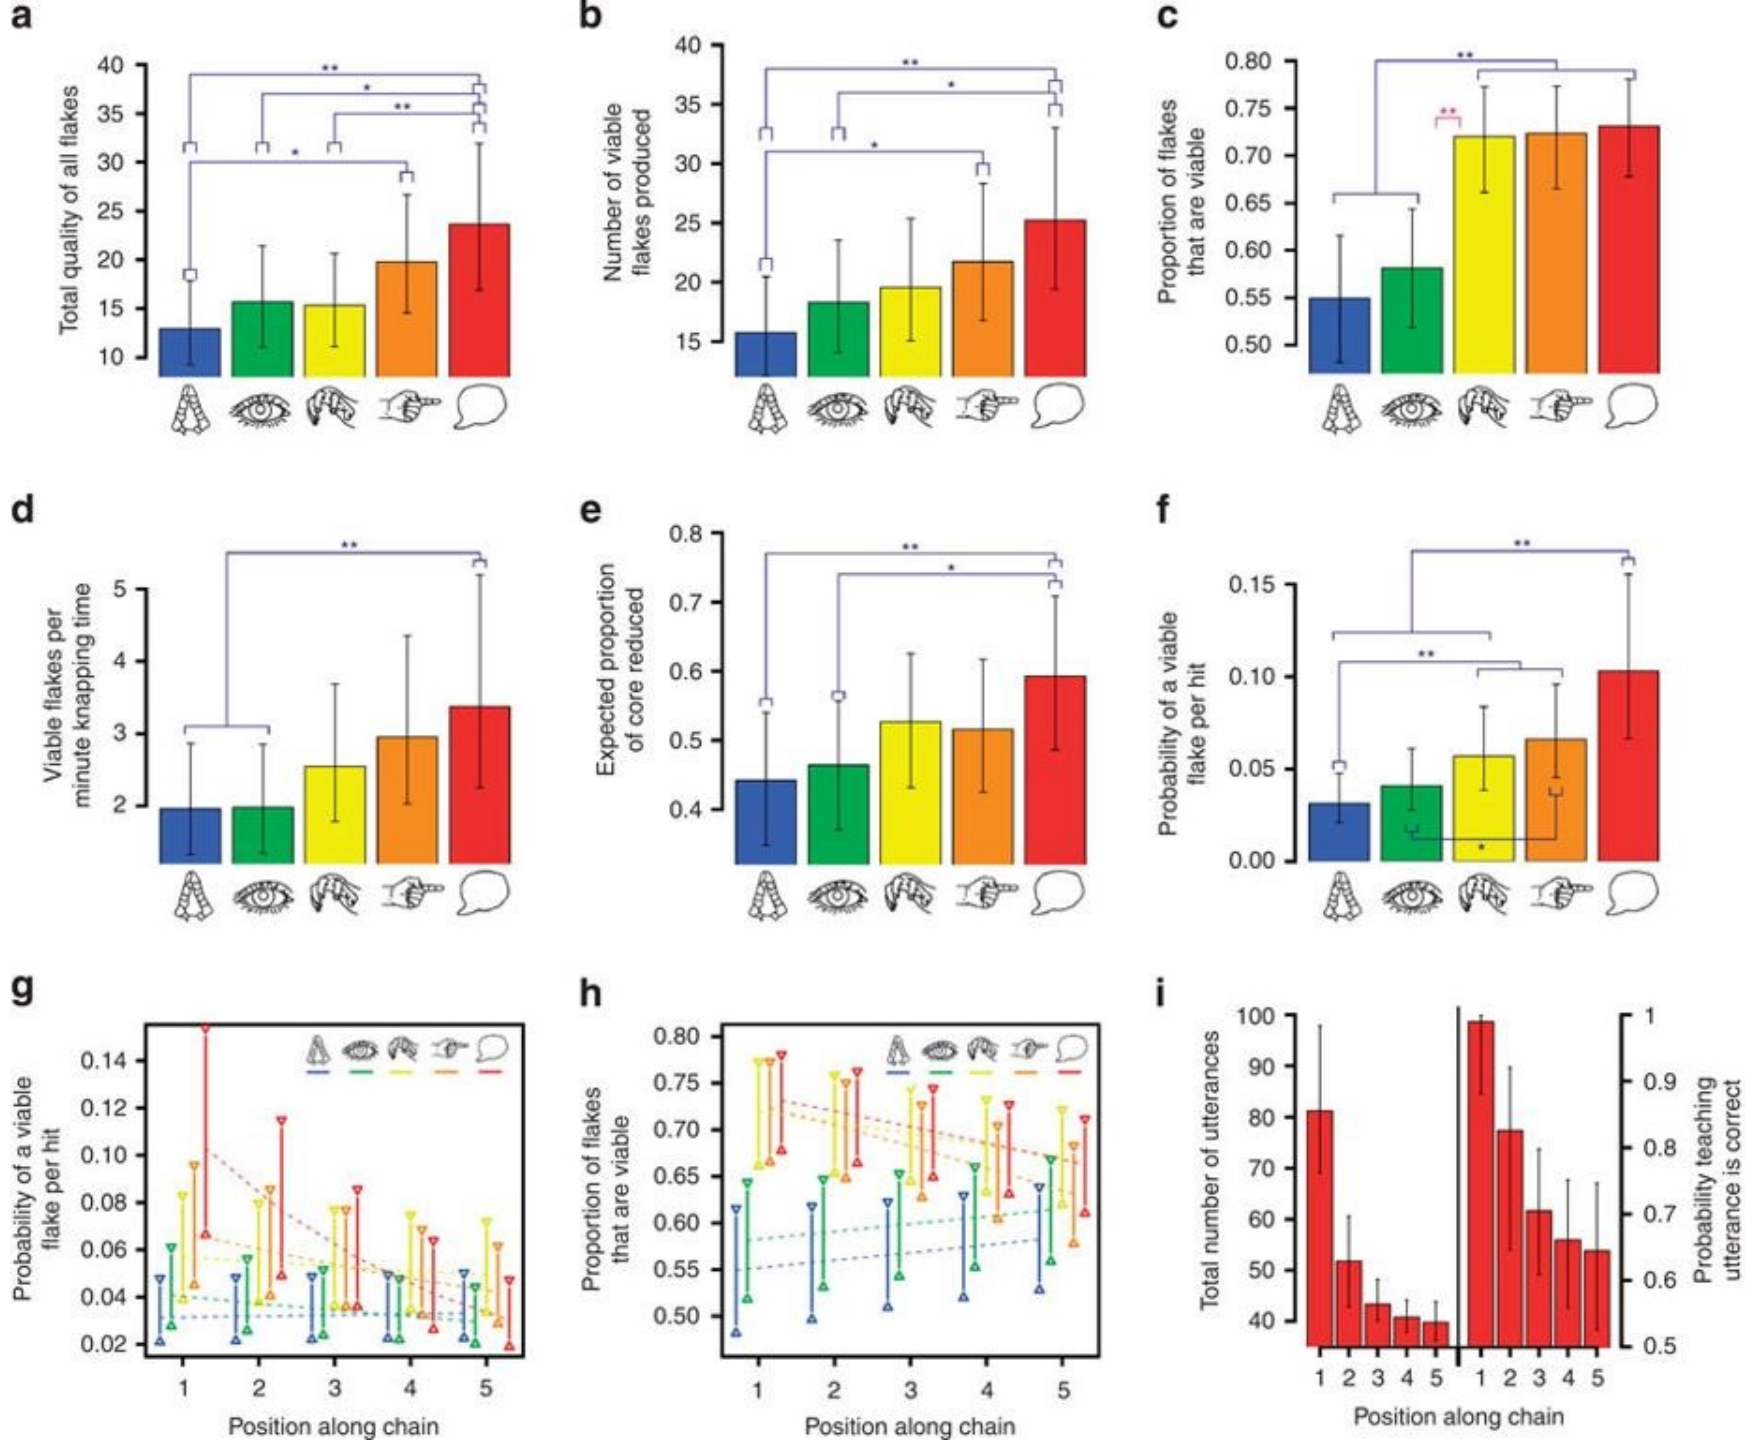 a
Total quality of all flakes
40
35
30
25
20
15
10
**
*
**
*
b
Number of viable
flakes produced
40
35
30
25
20
15
**
*
*
c
Proportion of flakes
that are viable
0.80
0.75
0.70
0.65
0.60
0.55
0.50
**
**
d
Viable flakes per
minute knapping time
5
4
3
2
**
e
Expected proportion
of core reduced
0.8
0.7
0.6
0.5
0.4
**
*
f
Probability of a viable
flake per hit
0.15
0.10
0.05
0.00
**
**
*
g
Probability of a viable
flake per hit
0.14
0.12
0.10
0.08
0.06
0.04
0.02
1 2 3 4 5
Position along chain
h
Proportion of flakes
that are viable
0.80
0.75
0.70
0.65
0.60
0.55
0.50
1 2 3 4 5
Position along chain
i
Total number of utterances
100
90
80
70
60
50
40
1 2 3 4 5 1 2 3 4 5
Position along chain
1
0.9
0.8
0.7
0.6
0.5
Probability teaching
utterance is correct